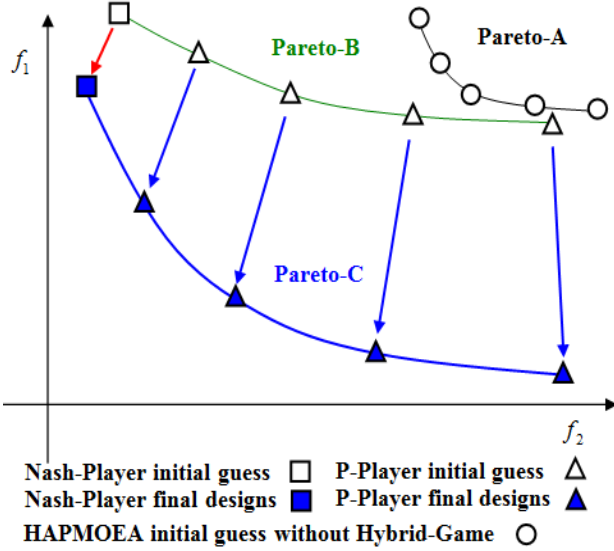 f1
Pareto-B
Pareto-A
Pareto-C
f2
Nash-Player initial guess
P-Player initial guess
Nash-Player final designs
P-Player final designs
HAPMOEA initial guess without Hybrid-Game